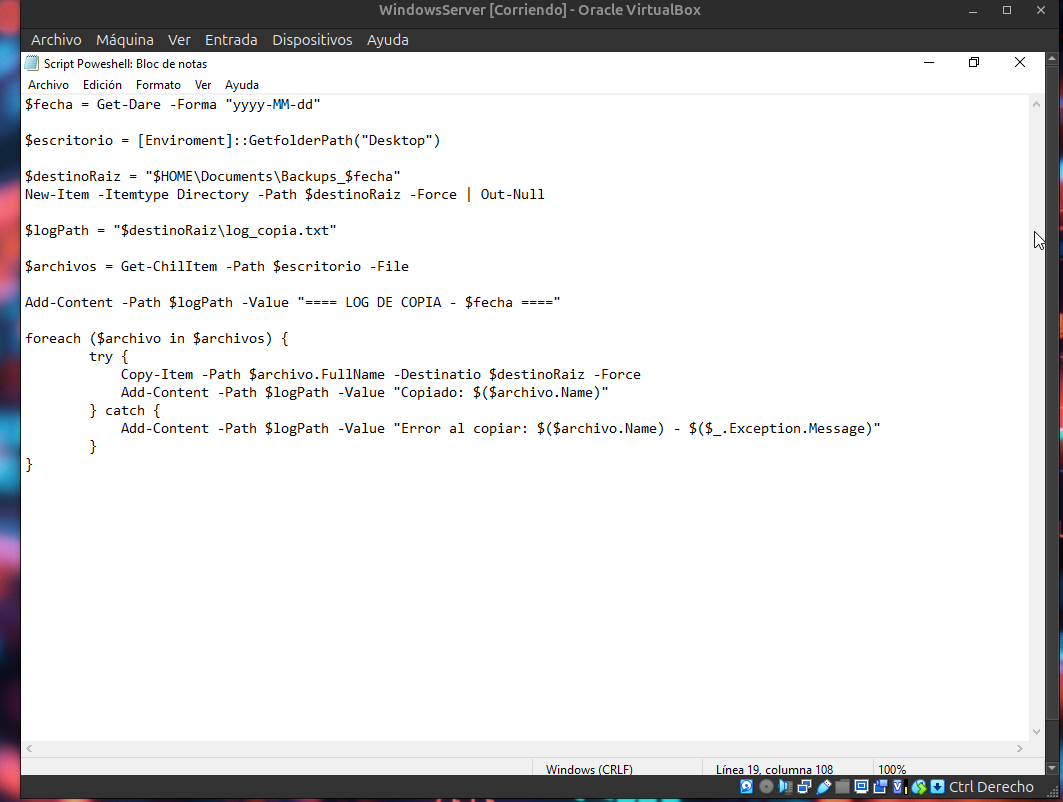 WindowsServer [Corriendo] - Oracle VirtualBox
Archivo Máquina Ver Entrada Dispositivos Ayuda
Script Poweshell: Bloc de notas
Archivo Edición Formato Ver Ayuda
$fecha = Get-Dare -Forma "yyyy-MM-dd"
$escritorio = [Enviroment]::GetfolderPath("Desktop")
$destinoRaiz = "$HOME\Documents\Backups_$fecha"
New-Item -Itemtype Directory -Path $destinoRaiz -Force | Out-Null
$logPath = "$destinoRaiz\log_copia.txt"
$archivos = Get-ChilItem -Path $escritorio -File
Add-Content -Path $logPath -Value "==== LOG DE COPIA - $fecha ===="
foreach ($archivo in $archivos) {
try {
Copy-Item -Path $archivo.FullName -Destinatio $destinoRaiz -Force
Add-Content -Path $logPath -Value "Copiado: $($archivo.Name)"
} catch {
Add-Content -Path $logPath -Value "Error al copiar: $($archivo.Name) - $($_.Exception.Message)"
}
}
Windows (CRLF) Línea 19, columna 108 100%
Ctrl Derecho